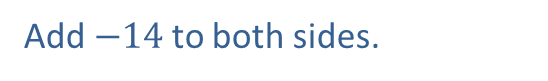 Add −14 to both sides.